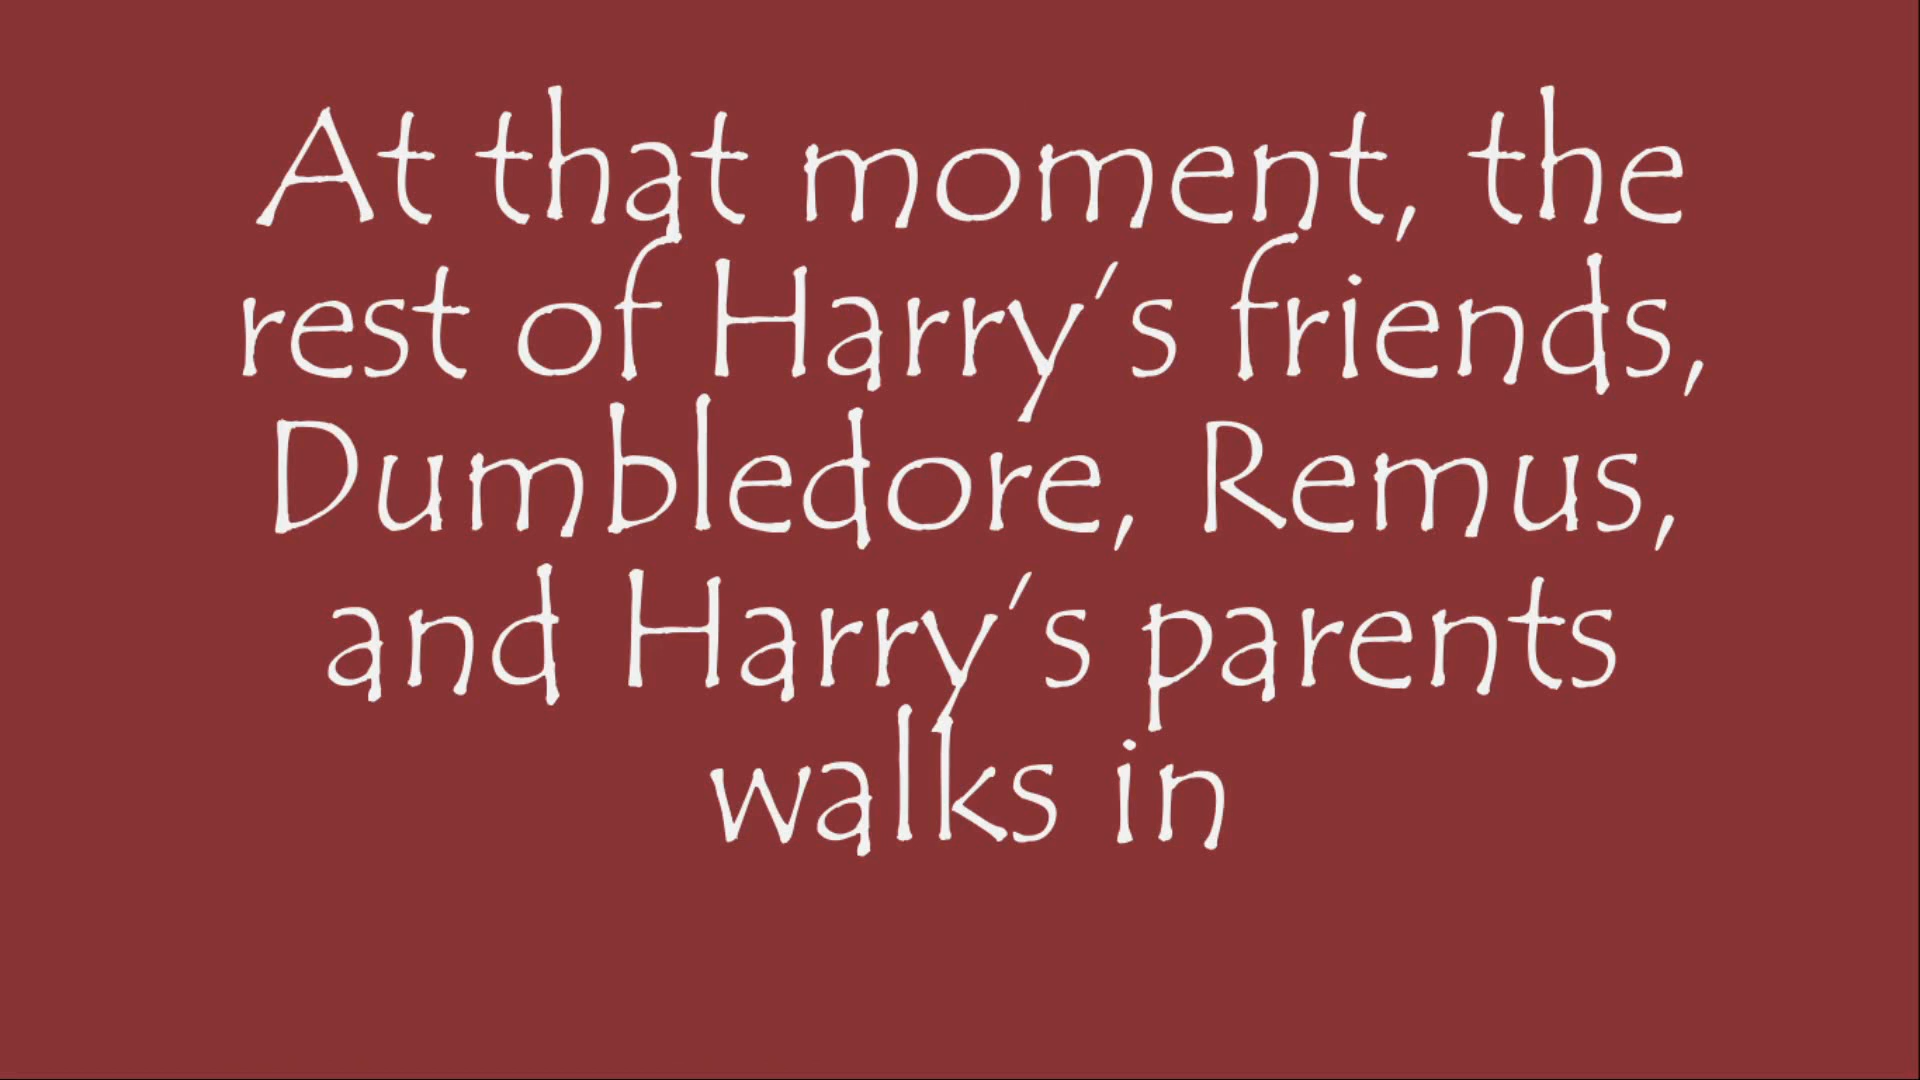 At that moment, the
rest of Harry's friends,
Dumbledore, Remus,
and Harry's parents
walks in